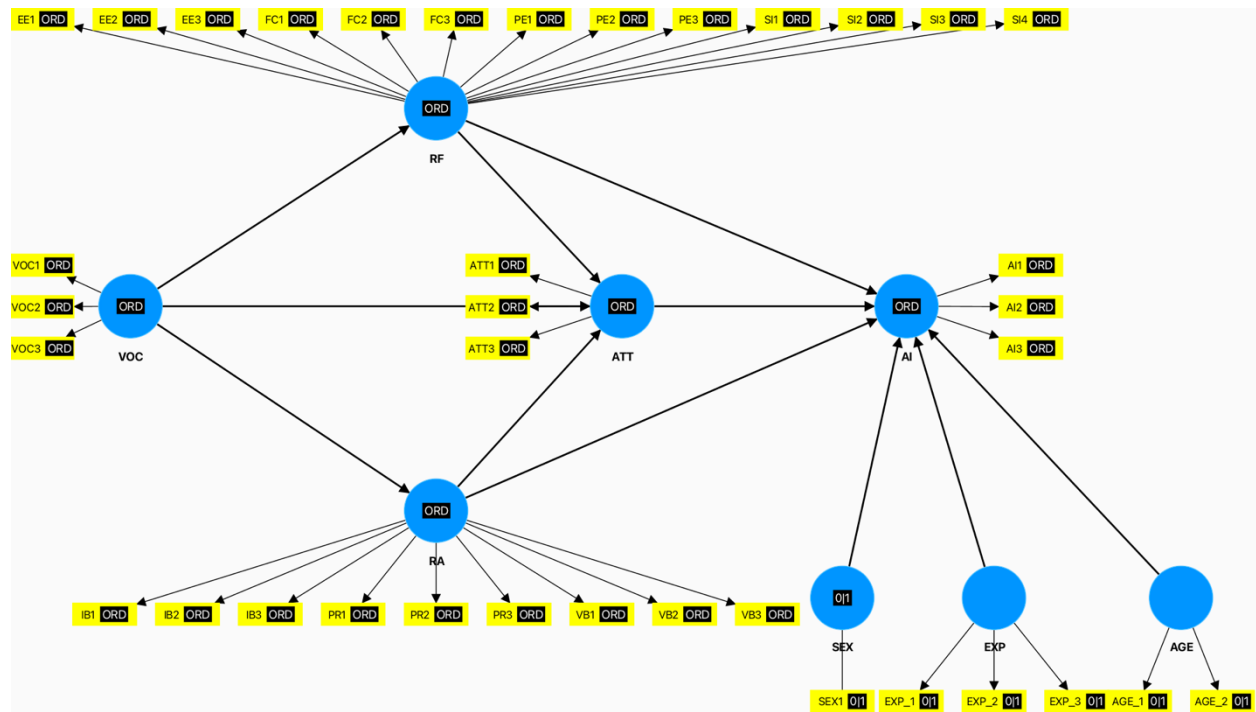 EE1 ORD EE2 ORD EE3 ORD FC1 ORD FC2 ORD FC3 ORD PE1 ORD PE2 ORD PE3 ORD SI1 ORD SI2 ORD SI3 ORD SI4 ORD
ORD
RF
VOC1 ORD
VOC2 ORD
VOC3 ORD
ORD
VOC
ATT1 ORD
ATT2 ORD
ATT3 ORD
ORD
ATT
ORD
AI
AI1 ORD
AI2 ORD
AI3 ORD
ORD
RA
IB1 ORD IB2 ORD IB3 ORD PR1 ORD PR2 ORD PR3 ORD VB1 ORD VB2 ORD VB3 ORD
0|1
SEX EXP AGE
SEX1 0|1 EXP_1 0|1 EXP_2 0|1 EXP_3 0|1 AGE_1 0|1 AGE_2 0|1